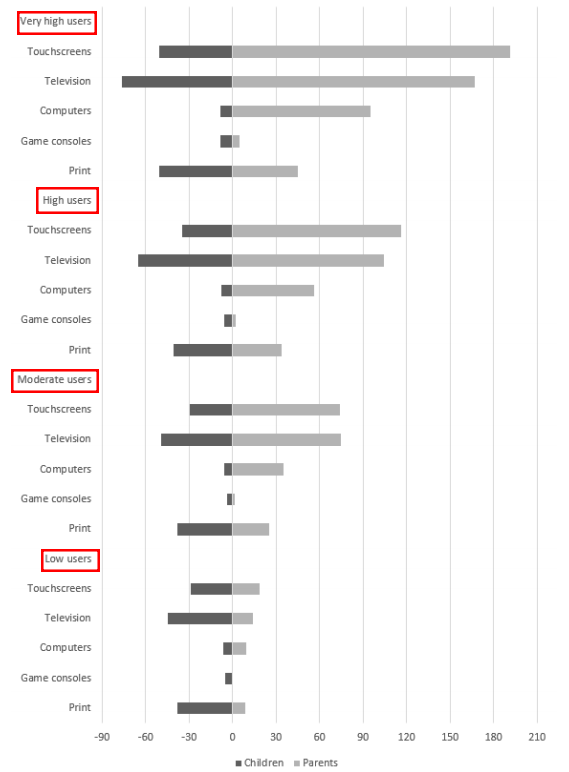 Very high users
Touchscreens
Television
Computers
Game consoles
Print
High users
Touchscreens
Television
Computers
Game consoles
Print
Moderate users
Touchscreens
Television
Computers
Game consoles
Print
Low users
Touchscreens
Television
Computers
Game consoles
Print
-90 -60 -30 0 30 60 90 120 150 180 210
Children Parents